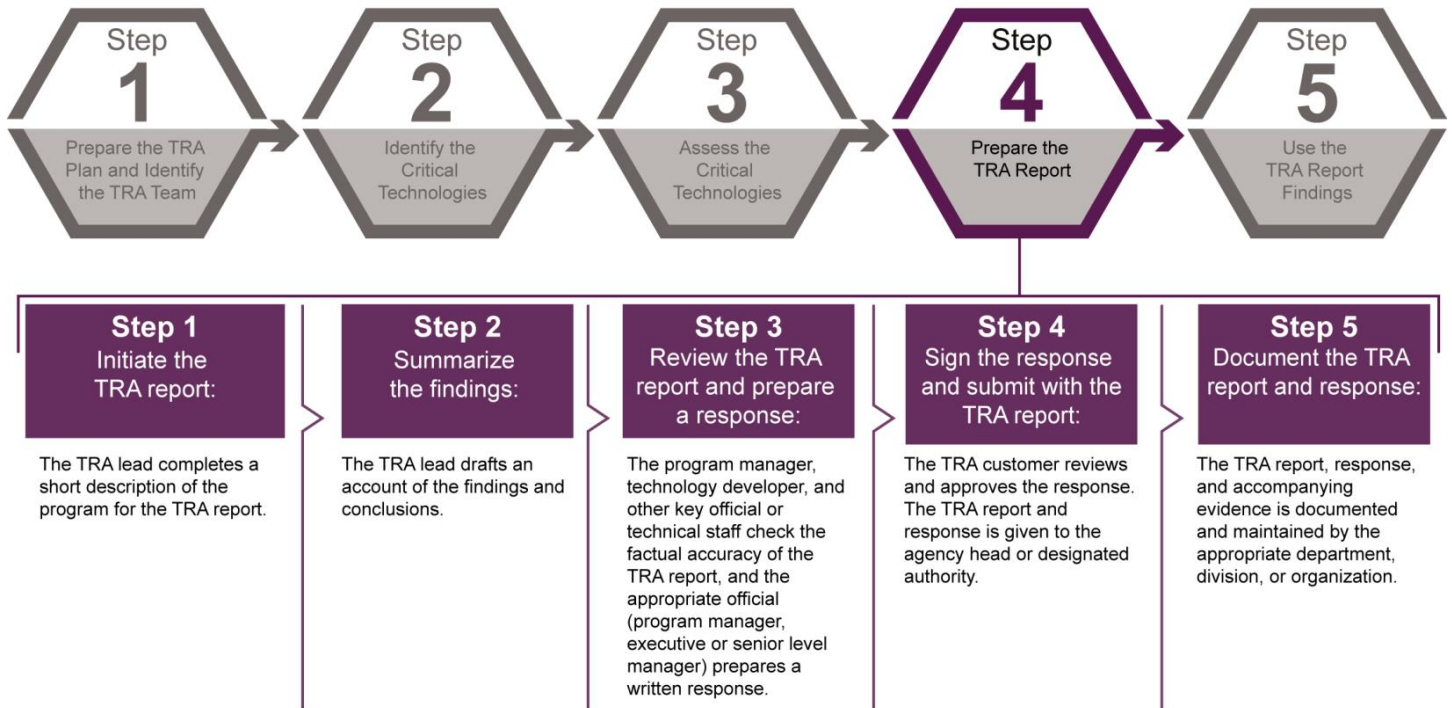 Step
1
Prepare the TRA
Plan and Identify
the TRA Team
Step
2
Identify the
Critical
Technologies
Step
3
Assess the
Critical
Technologies
Step
4
Prepare the
TRA Report
Step
5
Use the
TRA Report
Findings
Step 1
Initiate the
TRA report:
The TRA lead completes a
short description of the
program for the TRA report.
Step 2
Summarize
the findings:
The TRA lead drafts an
account of the findings and
conclusions.
Step 3
Review the TRA
report and prepare
a response:
The program manager,
technology developer, and
other key official or
technical staff check the
factual accuracy of the
TRA report, and the
appropriate official
(program manager,
executive or senior level
manager) prepares a
written response.
Step 4
Sign the response
and submit with the
TRA report:
The TRA customer reviews
and approves the response.
The TRA report and
response is given to the
agency head or designated
authority.
Step 5
Document the TRA
report and response:
The TRA report, response,
and accompanying
evidence is documented
and maintained by the
appropriate department,
division, or organization.